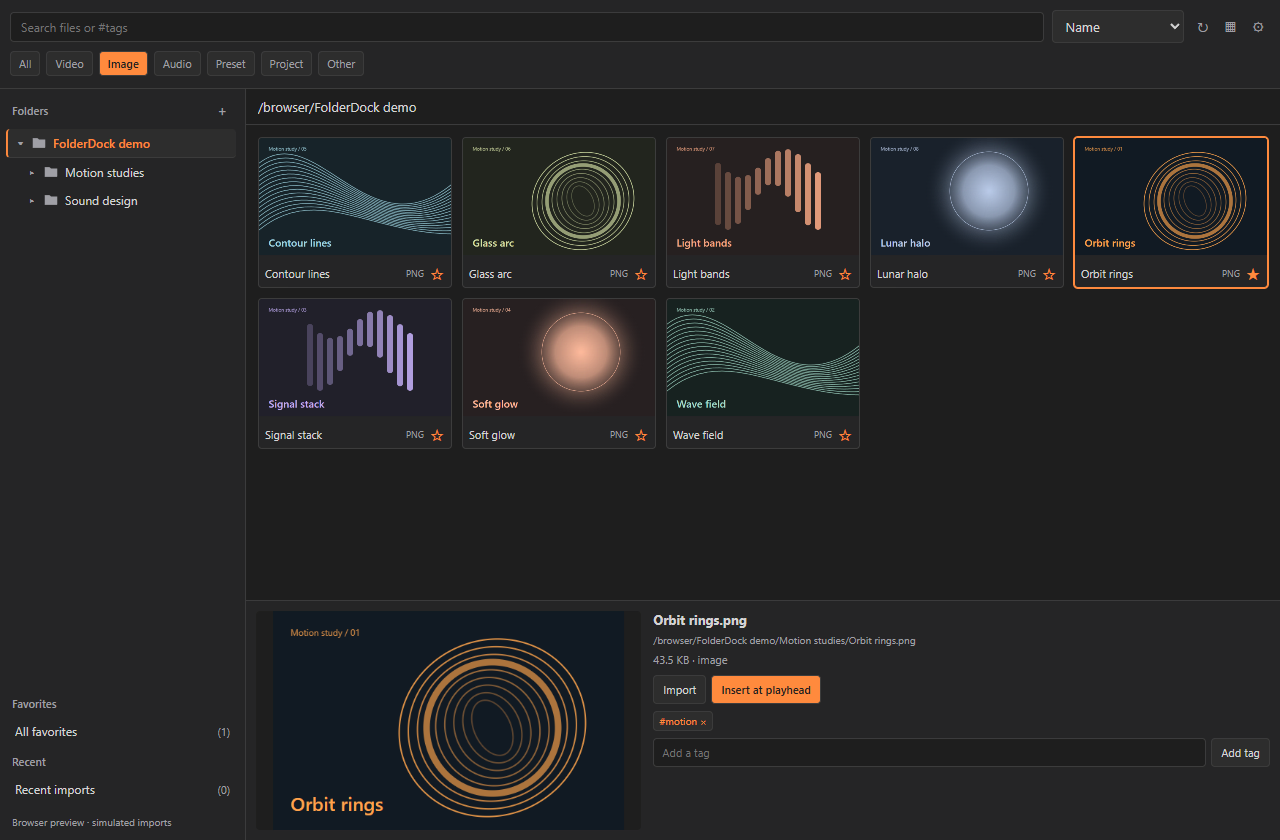 Search files or #tags
Name
All Video Image Audio Preset Project Other
Folders +
FolderDock demo
Motion studies
Sound design
Favorites
All favorites (1)
Recent
Recent imports (0)
Browser preview · simulated imports
/browser/FolderDock demo
Motion study / 05
Contour lines
Contour lines PNG
Motion study / 06
Glass arc
Glass arc PNG
Motion study / 07
Light bands
Light bands PNG
Motion study / 08
Lunar halo
Lunar halo PNG
Motion study / 01
Orbit rings
Orbit rings PNG
Motion study / 03
Signal stack
Signal stack PNG
Motion study / 04
Soft glow
Soft glow PNG
Motion study / 02
Wave field
Wave field PNG
Motion study / 01
Orbit rings
Orbit rings.png
/browser/FolderDock demo/Motion studies/Orbit rings.png
43.5 KB · image
Import Insert at playhead
#motion ×
Add a tag Add tag